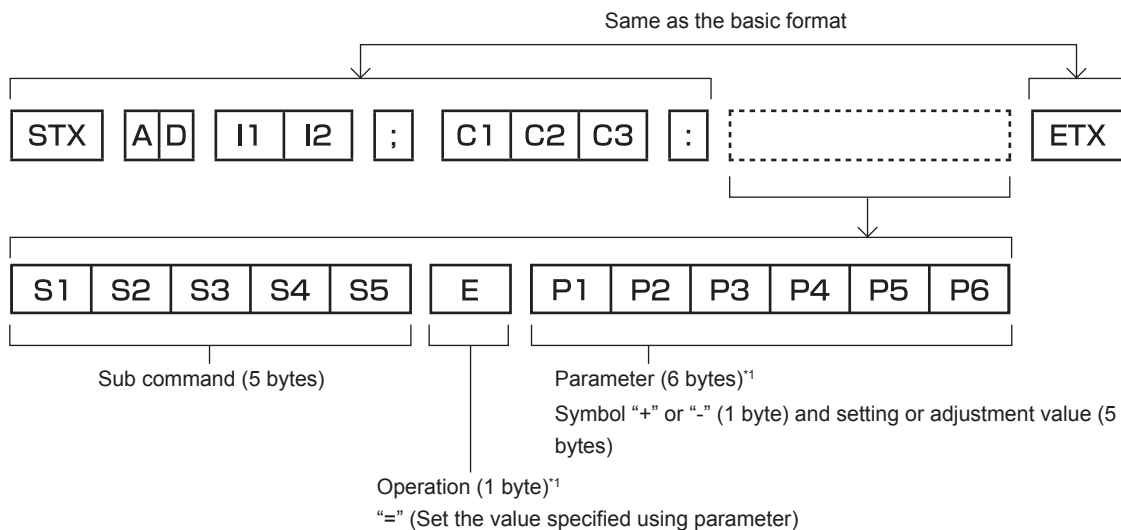 Same as the basic format
STX A D I1 I2 ; C1 C2 C3 : ETX
S1 S2 S3 S4 S5 E P1 P2 P3 P4 P5 P6
Sub command (5 bytes)
Parameter (6 bytes)*1
Symbol “+” or “-” (1 byte) and setting or adjustment value (5
bytes)
Operation (1 byte)*1
“=” (Set the value specified using parameter)